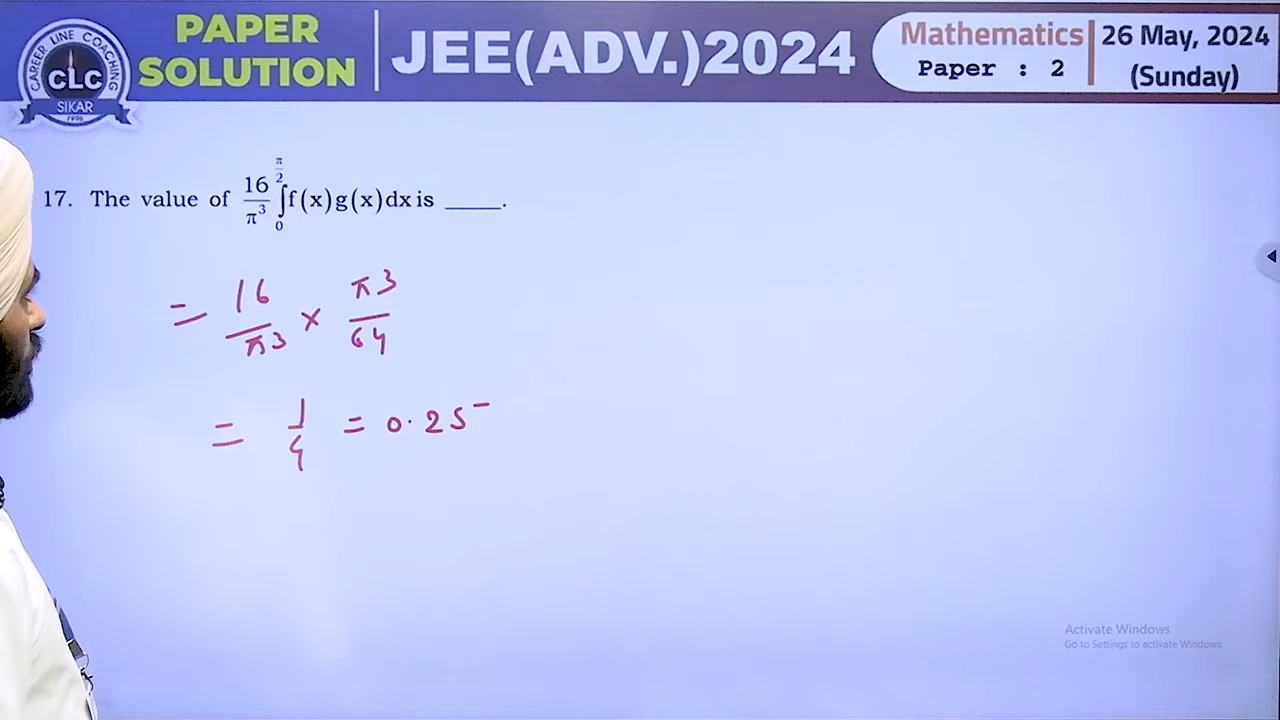 CAREER LINE COACHING
CLC
SIKAR
1996
PAPER
SOLUTION
JEE(ADV.)2024
Mathematics
Paper : 2
26 May, 2024
(Sunday)
17. The value of 16/π³ ∫₀^(π/2) f(x)g(x)dx is _____.
= 16/π3 × π3/64
= 1/4 = 0.25
Activate Windows
Go to Settings to activate Windows.